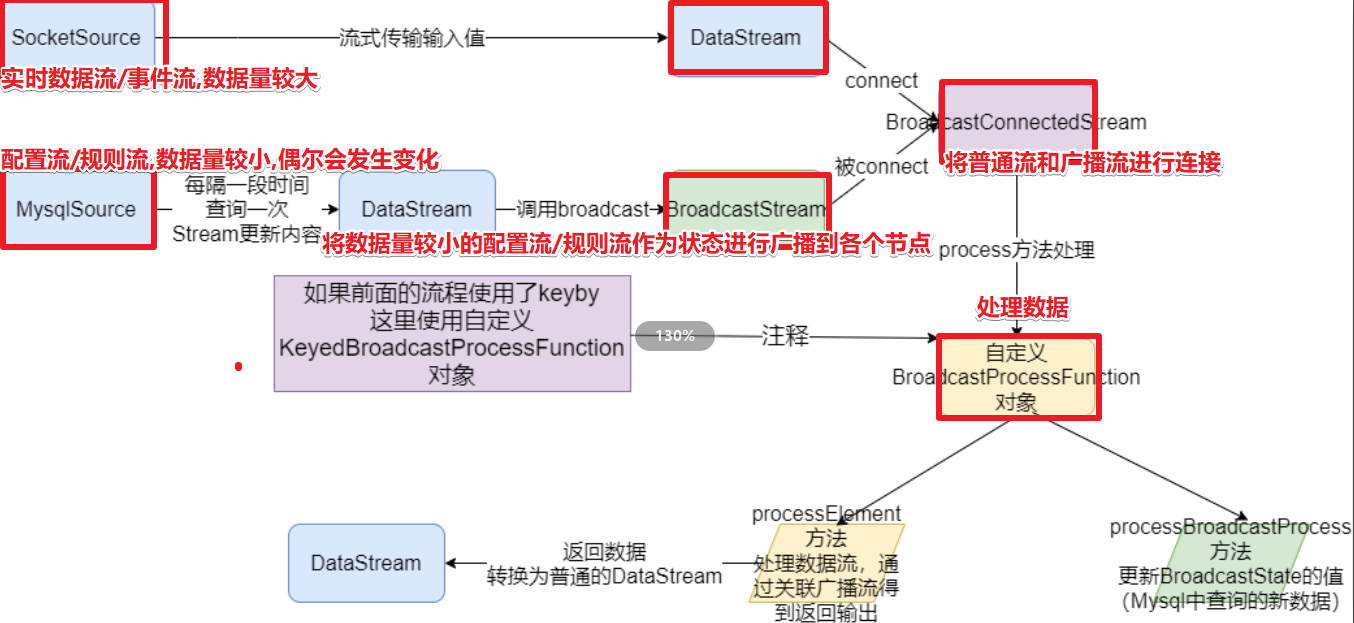 SocketSource
流式传输输入值
DataStream
实时数据流/事件流,数据量较大
connect
BroadcastConnectedStream
配置流/规则流,数据量较小,偶尔会发生变化
被connect
将普通流和广播流进行连接
MysqlSource
每隔一段时间
查询一次
Stream更新内容
DataStream
调用broadcast
BroadcastStream
将数据量较小的配置流/规则流作为状态进行广播到各个节点
process方法处理
如果前面的流程使用了keyby
这里使用自定义
KeyedBroadcastProcessFunction
对象
130%
注释
处理数据
自定义
BroadcastProcessFunction
对象
processElement
方法
处理数据流，通
过关联广播流得
到返回输出
返回数据
转换为普通的DataStream
DataStream
processBroadcastProcess
方法
更新BroadcastState的值
（Mysql中查询的新数据）